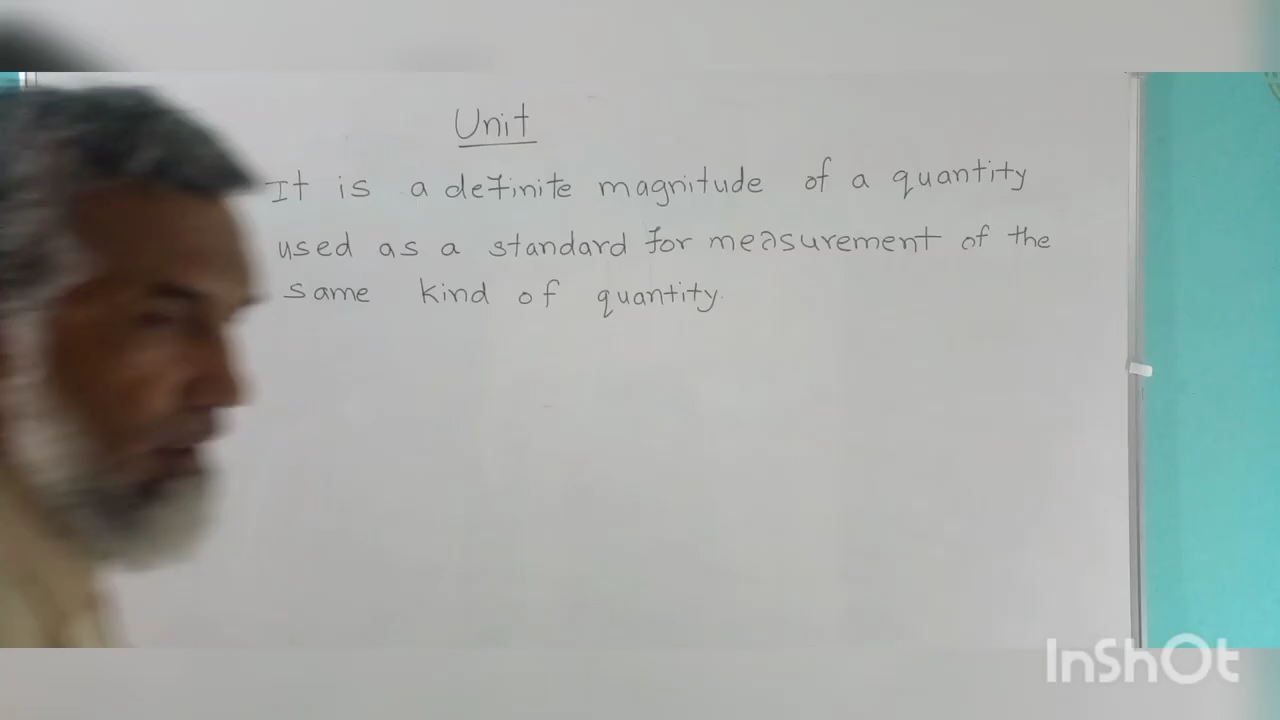 Unit
It is a definite magnitude of a quantity
used as a standard for measurement of the
same kind of quantity.
InShOt